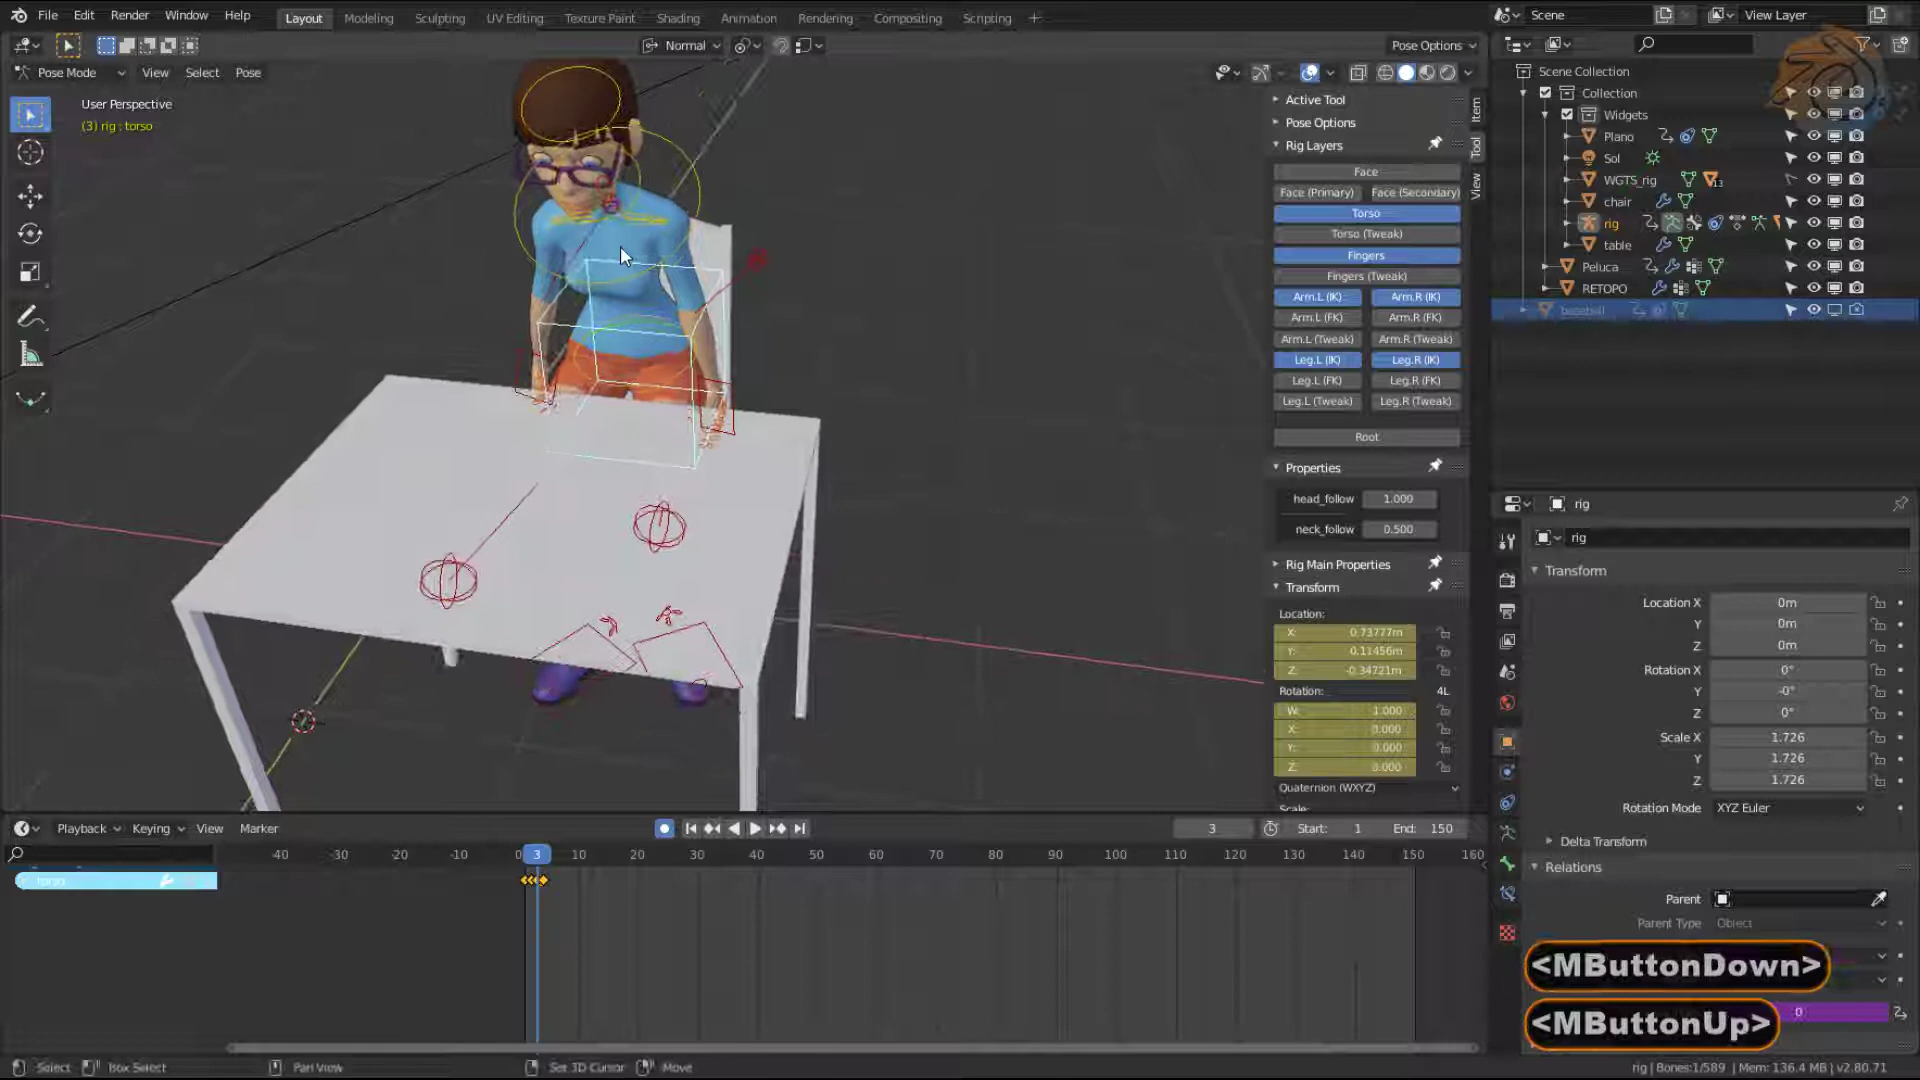 File Edit Render Window Help Layout Modeling Sculpting UV Editing Texture Paint Shading Animation Rendering Compositing Scripting + Scene View Layer
Normal Pose Options
Pose Mode View Select Pose
User Perspective
(3) rig : torso
Active Tool
Pose Options
Rig Layers
Face
Face (Primary) Face (Secondary)
Torso
Torso (Tweak)
Fingers
Fingers (Tweak)
Arm.L (IK) Arm.R (IK)
Arm.L (FK) Arm.R (FK)
Arm.L (Tweak) Arm.R (Tweak)
Leg.L (IK) Leg.R (IK)
Leg.L (FK) Leg.R (FK)
Leg.L (Tweak) Leg.R (Tweak)
Root
Properties
head_follow 1.000
neck_follow 0.500
Rig Main Properties
Transform
Location:
X: 0.73777m
Y: 0.11456m
Z: -0.34721m
Rotation: 4L
W: 1.000
X: 0.000
Y: 0.000
Z: 0.000
Quaternion (WXYZ)
Scale:
Item
Tool
View
Scene Collection
Collection
Widgets
Plano
Sol
WGTS_rig 13
chair
rig
table
Peluca
RETOPO
baseball
rig
rig
Transform
Location X 0m
Y 0m
Z 0m
Rotation X 0°
Y -0°
Z 0°
Scale X 1.726
Y 1.726
Z 1.726
Rotation Mode XYZ Euler
Delta Transform
Relations
Parent
Parent Type Object
<MButtonDown>
<MButtonUp>
0
Playback Keying View Marker 3 Start: 1 End: 150
-40 -30 -20 -10 0 3 10 20 30 40 50 60 70 80 90 100 110 120 130 140 150 160
torso
Select Box Select Pan View Set 3D Cursor Move rig | Bones:1/589 | Mem: 136.4 MB | v2.80.71